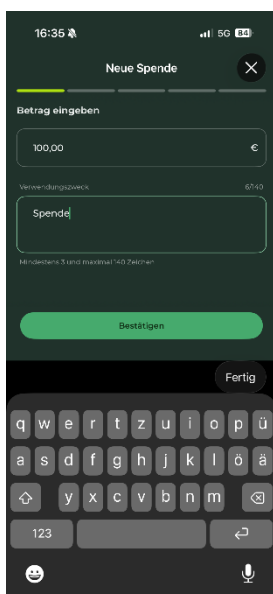 16:35 5G 84
Neue Spende
Betrag eingeben
100,00 €
Verwendungszweck 6/140
Spende
Mindestens 3 und maximal 140 Zeichen
Bestätigen
Fertig
q w e r t z u i o p ü
a s d f g h j k l ö ä
y x c v b n m
123